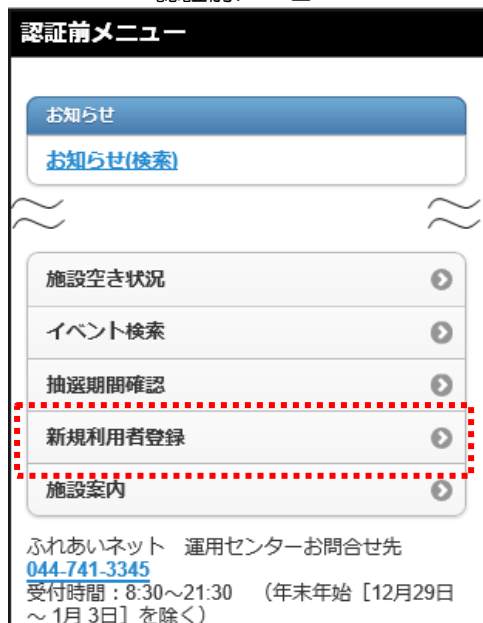 認証前メニュー
お知らせ
お知らせ(検索)
施設空き状況
イベント検索
抽選期間確認
新規利用者登録
施設案内
ふれあいネット　運用センターお問合せ先
044-741-3345
受付時間：8:30～21:30　（年末年始［12月29日
～ 1月 3日］を除く）